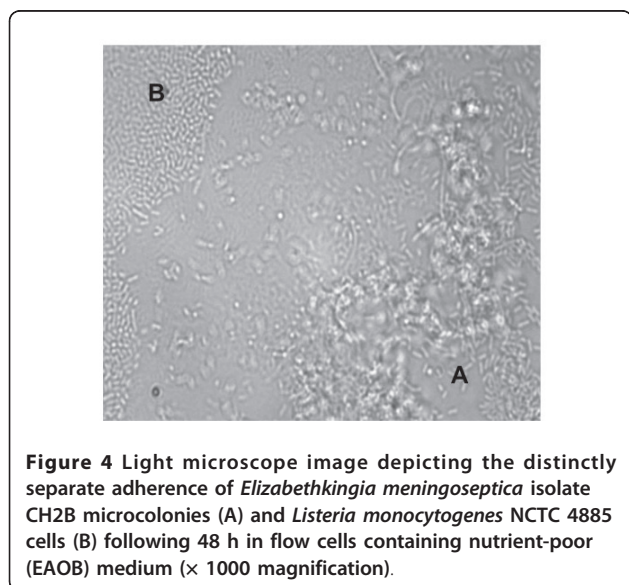 B
A
Figure 4 Light microscope image depicting the distinctly
separate adherence of Elizabethkingia meningoseptica isolate
CH2B microcolonies (A) and Listeria monocytogenes NCTC 4885
cells (B) following 48 h in flow cells containing nutrient-poor
(EAOB) medium (× 1000 magnification).